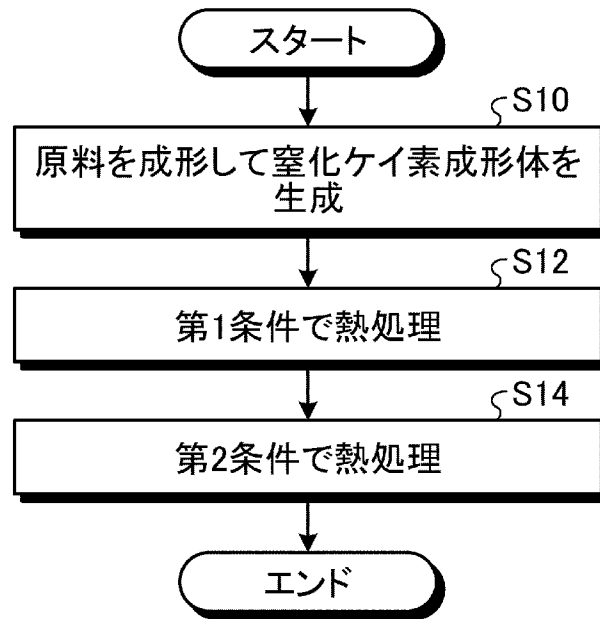 スタート
S10
原料を成形して窒化ケイ素成形体を
生成
S12
第1条件で熱処理
S14
第2条件で熱処理
エンド